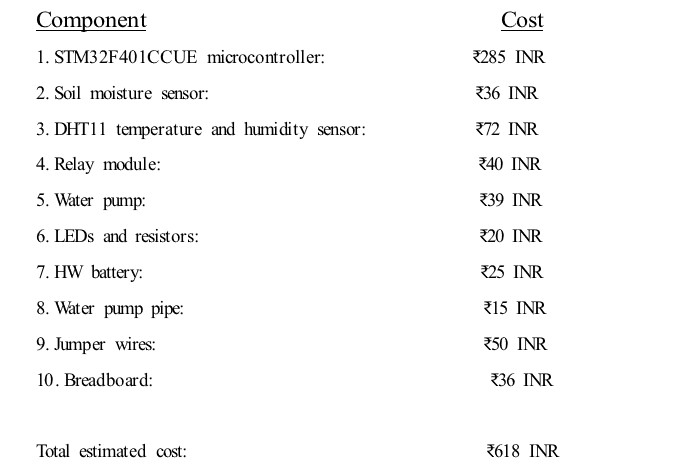 Component Cost
1. STM32F401CCUE microcontroller: ₹285 INR
2. Soil moisture sensor: ₹36 INR
3. DHT11 temperature and humidity sensor: ₹72 INR
4. Relay module: ₹40 INR
5. Water pump: ₹39 INR
6. LEDs and resistors: ₹20 INR
7. HW battery: ₹25 INR
8. Water pump pipe: ₹15 INR
9. Jumper wires: ₹50 INR
10. Breadboard: ₹36 INR
Total estimated cost: ₹618 INR